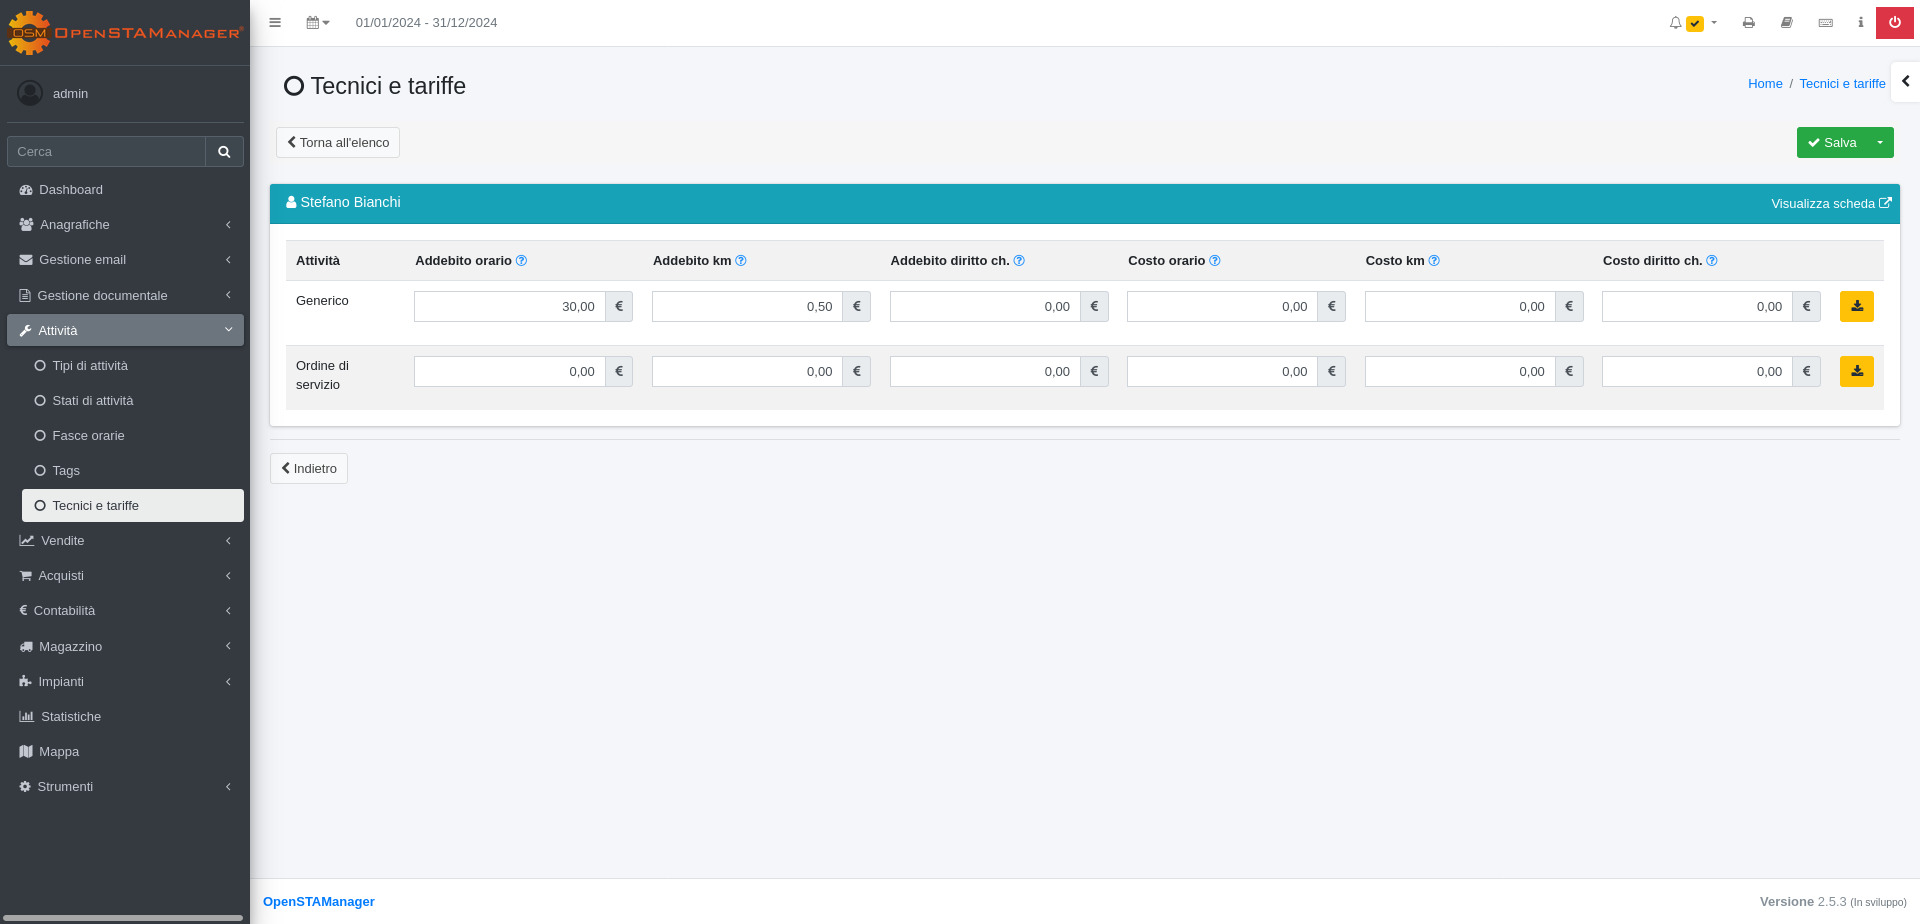 OSM OpenSTAManager
01/01/2024 - 31/12/2024
admin
Cerca
Dashboard
Anagrafiche
Gestione email
Gestione documentale
Attività
Tipi di attività
Stati di attività
Fasce orarie
Tags
Tecnici e tariffe
Vendite
Acquisti
€ Contabilità
Magazzino
Impianti
Statistiche
Mappa
Strumenti
Tecnici e tariffe
Home / Tecnici e tariffe
Torna all'elenco
Salva
Stefano Bianchi
Visualizza scheda
Attività Addebito orario Addebito km Addebito diritto ch. Costo orario Costo km Costo diritto ch.
Generico 30,00 € 0,50 € 0,00 € 0,00 € 0,00 € 0,00 €
Ordine di servizio 0,00 € 0,00 € 0,00 € 0,00 € 0,00 € 0,00 €
Indietro
OpenSTAManager
Versione 2.5.3 (In sviluppo)